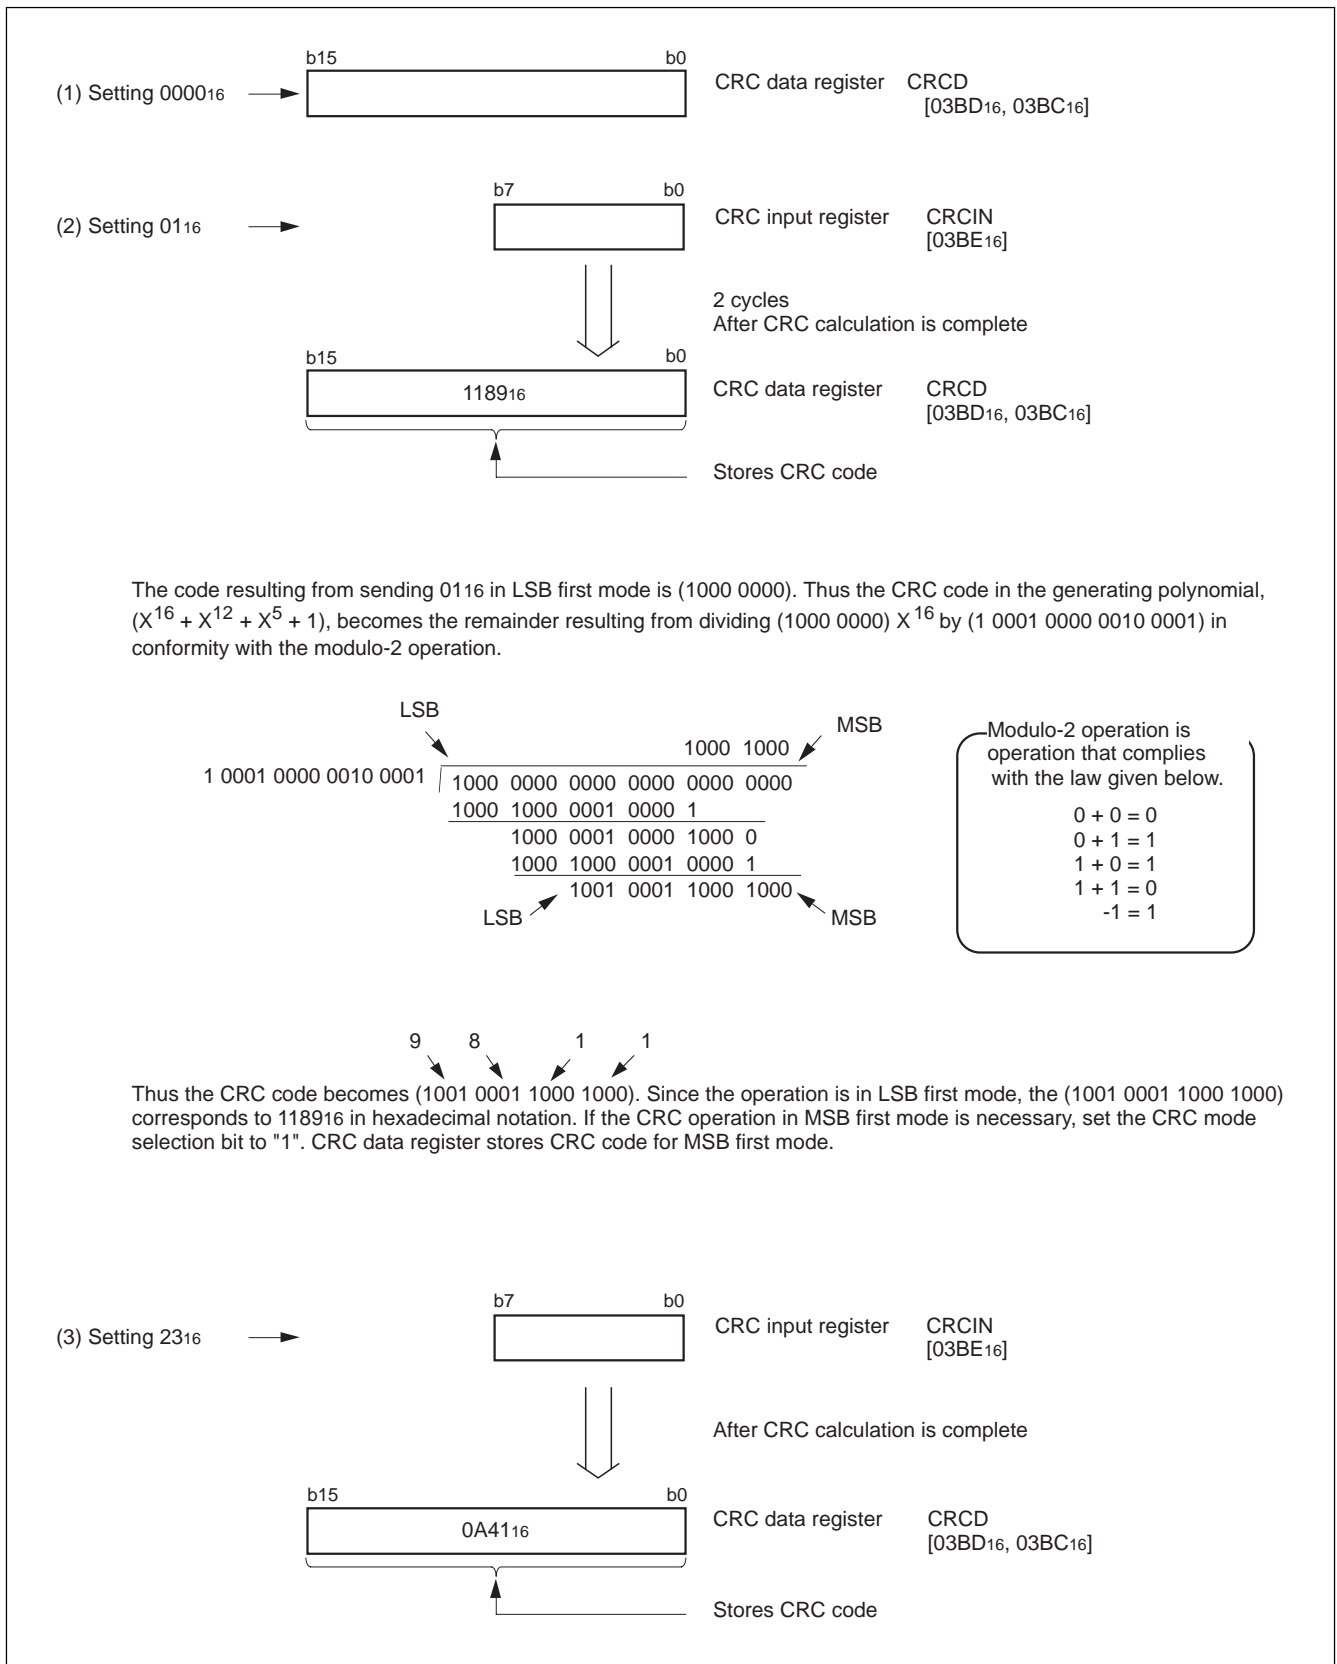 b15 b0
(1) Setting 0000₁₆ CRC data register CRCD
[03BD₁₆, 03BC₁₆]
b7 b0
(2) Setting 01₁₆ CRC input register CRCIN
[03BE₁₆]
2 cycles
After CRC calculation is complete
b15 b0
1189₁₆ CRC data register CRCD
[03BD₁₆, 03BC₁₆]
Stores CRC code
The code resulting from sending 01₁₆ in LSB first mode is (1000 0000). Thus the CRC code in the generating polynomial,
(X¹⁶ + X¹² + X⁵ + 1), becomes the remainder resulting from dividing (1000 0000) X¹⁶ by (1 0001 0000 0010 0001) in
conformity with the modulo-2 operation.
LSB MSB
1000 1000
1 0001 0000 0010 0001 1000 0000 0000 0000 0000 0000
1000 1000 0001 0000 1
1000 0001 0000 1000 0
1000 1000 0001 0000 1
1001 0001 1000 1000
LSB MSB
Modulo-2 operation is
operation that complies
with the law given below.
0 + 0 = 0
0 + 1 = 1
1 + 0 = 1
1 + 1 = 0
-1 = 1
9 8 1 1
Thus the CRC code becomes (1001 0001 1000 1000). Since the operation is in LSB first mode, the (1001 0001 1000 1000)
corresponds to 1189₁₆ in hexadecimal notation. If the CRC operation in MSB first mode is necessary, set the CRC mode
selection bit to "1". CRC data register stores CRC code for MSB first mode.
b7 b0
(3) Setting 23₁₆ CRC input register CRCIN
[03BE₁₆]
After CRC calculation is complete
b15 b0
0A41₁₆ CRC data register CRCD
[03BD₁₆, 03BC₁₆]
Stores CRC code